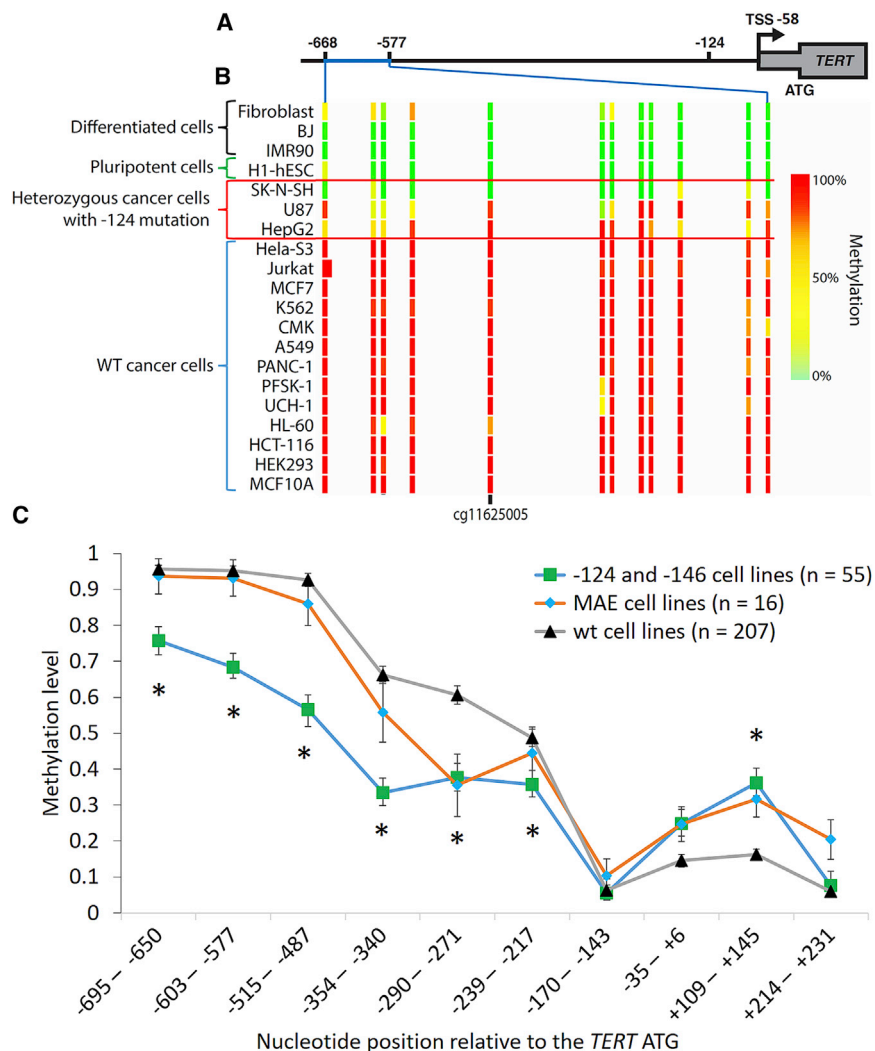 A
TSS -58
-668
-577
-124
TERT
ATG
B
Differentiated cells
Fibroblast
BJ
IMR90
Pluripotent cells
H1-hESC
Heterozygous cancer cells
with -124 mutation
SK-N-SH
U87
HepG2
WT cancer cells
Hela-S3
Jurkat
MCF7
K562
CMK
A549
PANC-1
PFSK-1
UCH-1
HL-60
HCT-116
HEK293
MCF10A
100%
50%
0%
Methylation
cg11625005
C
Methylation level
1
0.9
0.8
0.7
0.6
0.5
0.4
0.3
0.2
0.1
0
-124 and -146 cell lines (n = 55)
MAE cell lines (n = 16)
wt cell lines (n = 207)
*
*
*
*
*
*
*
-695 – -650
-603 – -577
-515 – -487
-354 – -340
-290 – -271
-239 – -217
-170 – -143
-35 – +6
+109 – +145
+214 – +231
Nucleotide position relative to the TERT ATG